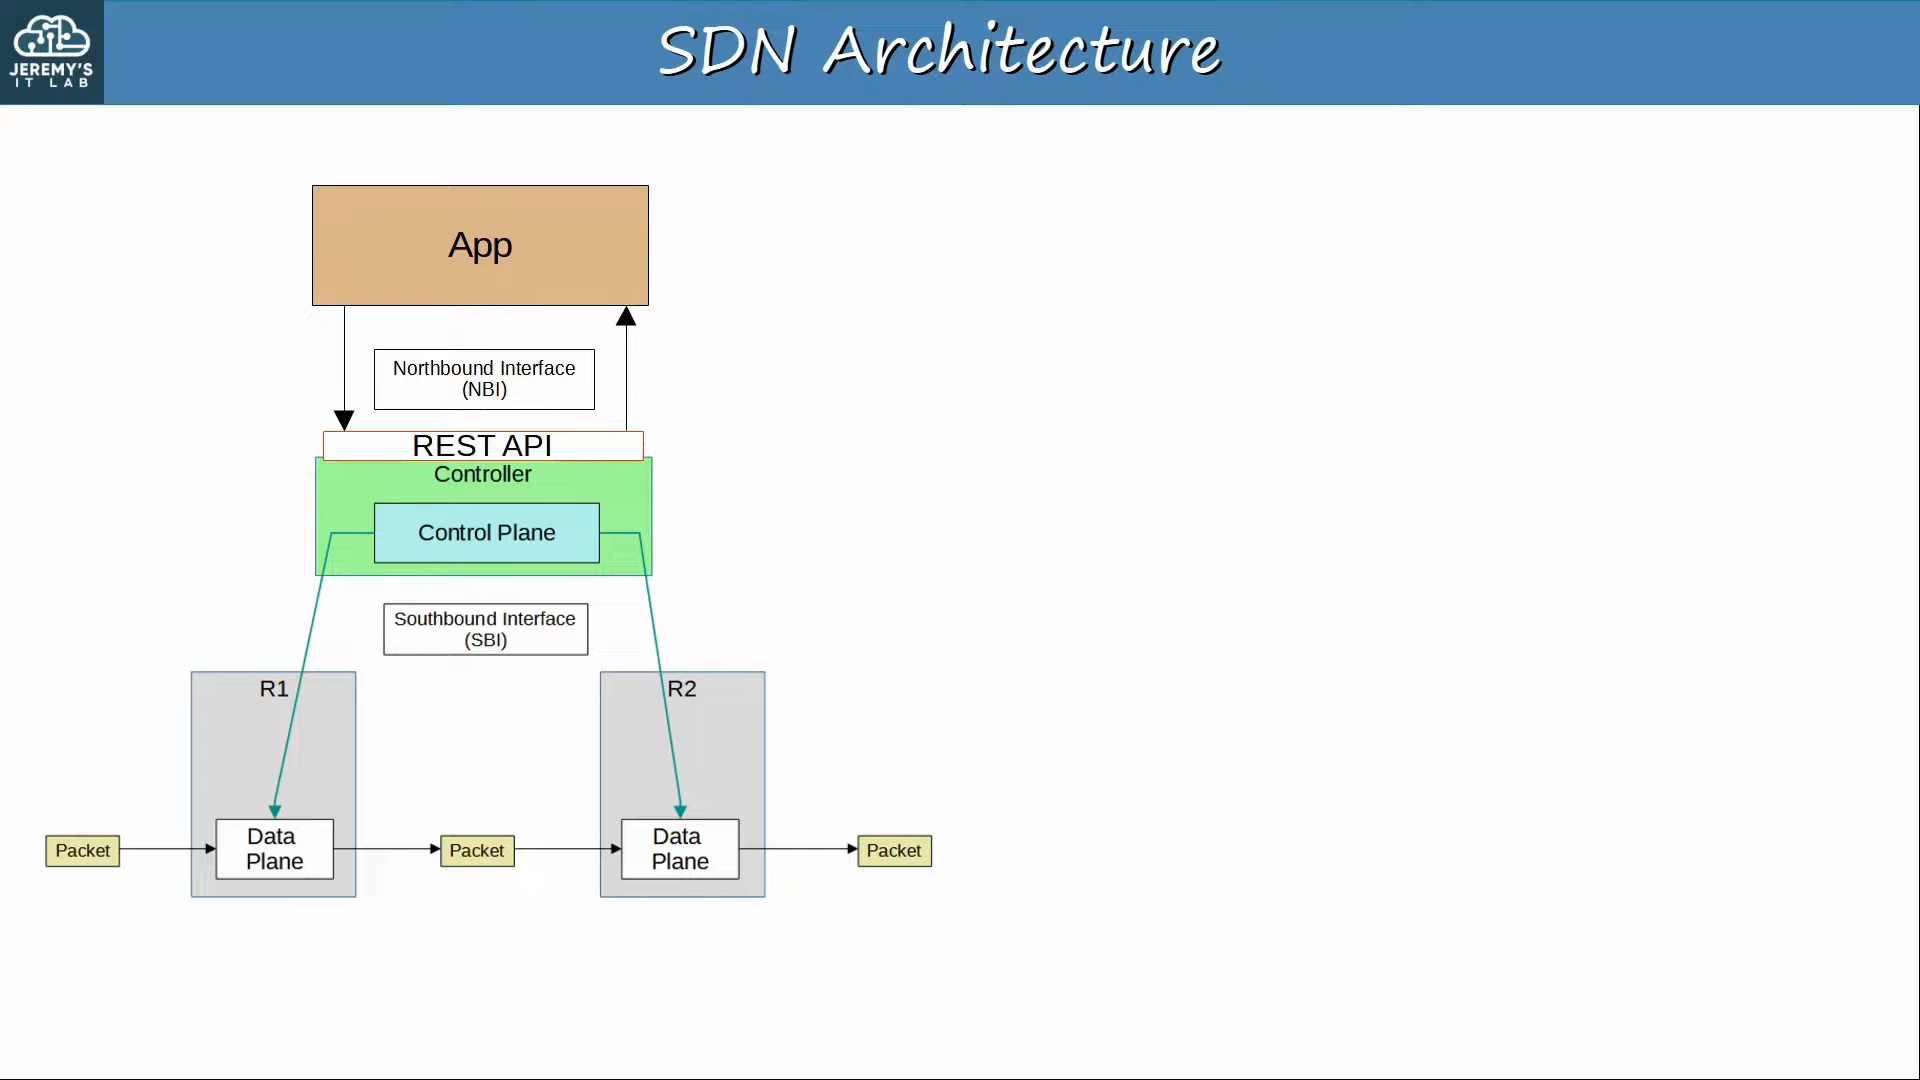 JEREMY'S
IT LAB
SDN Architecture
App
Northbound Interface
(NBI)
REST API
Controller
Control Plane
Southbound Interface
(SBI)
R1
R2
Packet
Data
Plane
Packet
Data
Plane
Packet